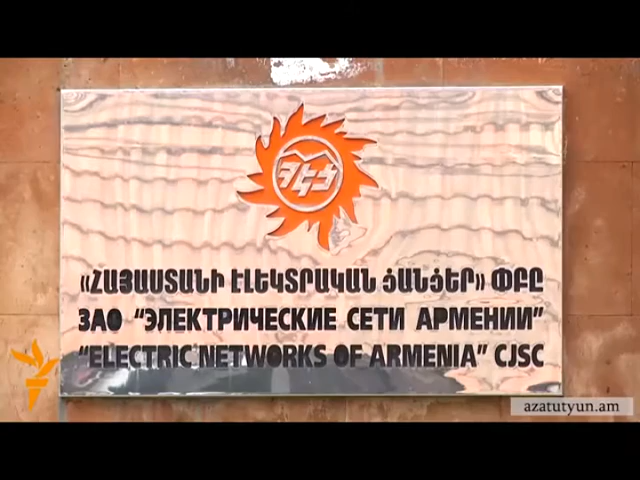 ՀԷՑ
«ՀԱՅԱՍՏԱՆԻ ԷԼԵԿՏՐԱԿԱՆ ՑԱՆՑԵՐ» ՓԲԸ
ЗАО “ЭЛЕКТРИЧЕСКИЕ СЕТИ АРМЕНИИ”
“ELECTRIC NETWORKS OF ARMENIA” CJSC
azatutyun.am